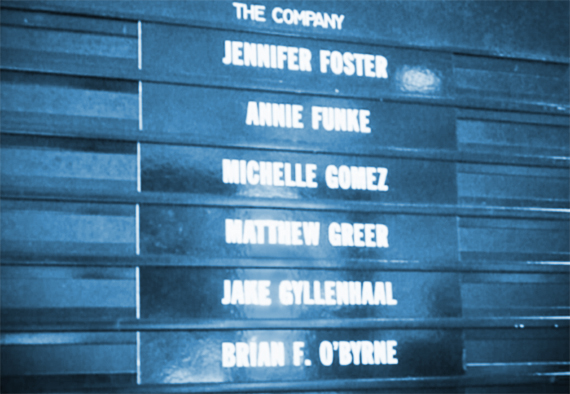 THE COMPANY
JENNIFER FOSTER
ANNIE FUNKE
MICHELLE GOMEZ
MATTHEW GREER
JAKE GYLLENHAAL
BRIAN F. O'BYRNE